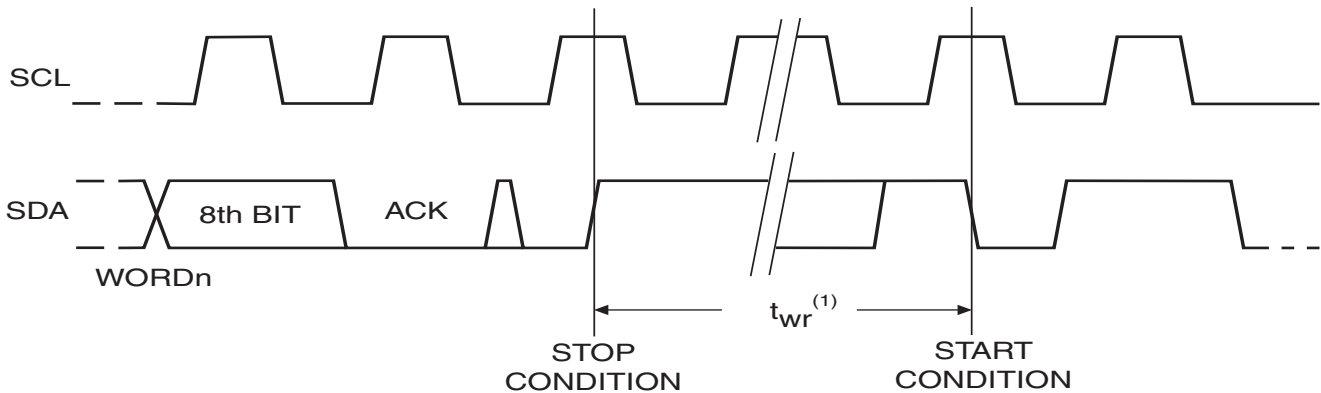 SCL
SDA
8th BIT
ACK
WORDn
twr(1)
STOP
CONDITION
START
CONDITION